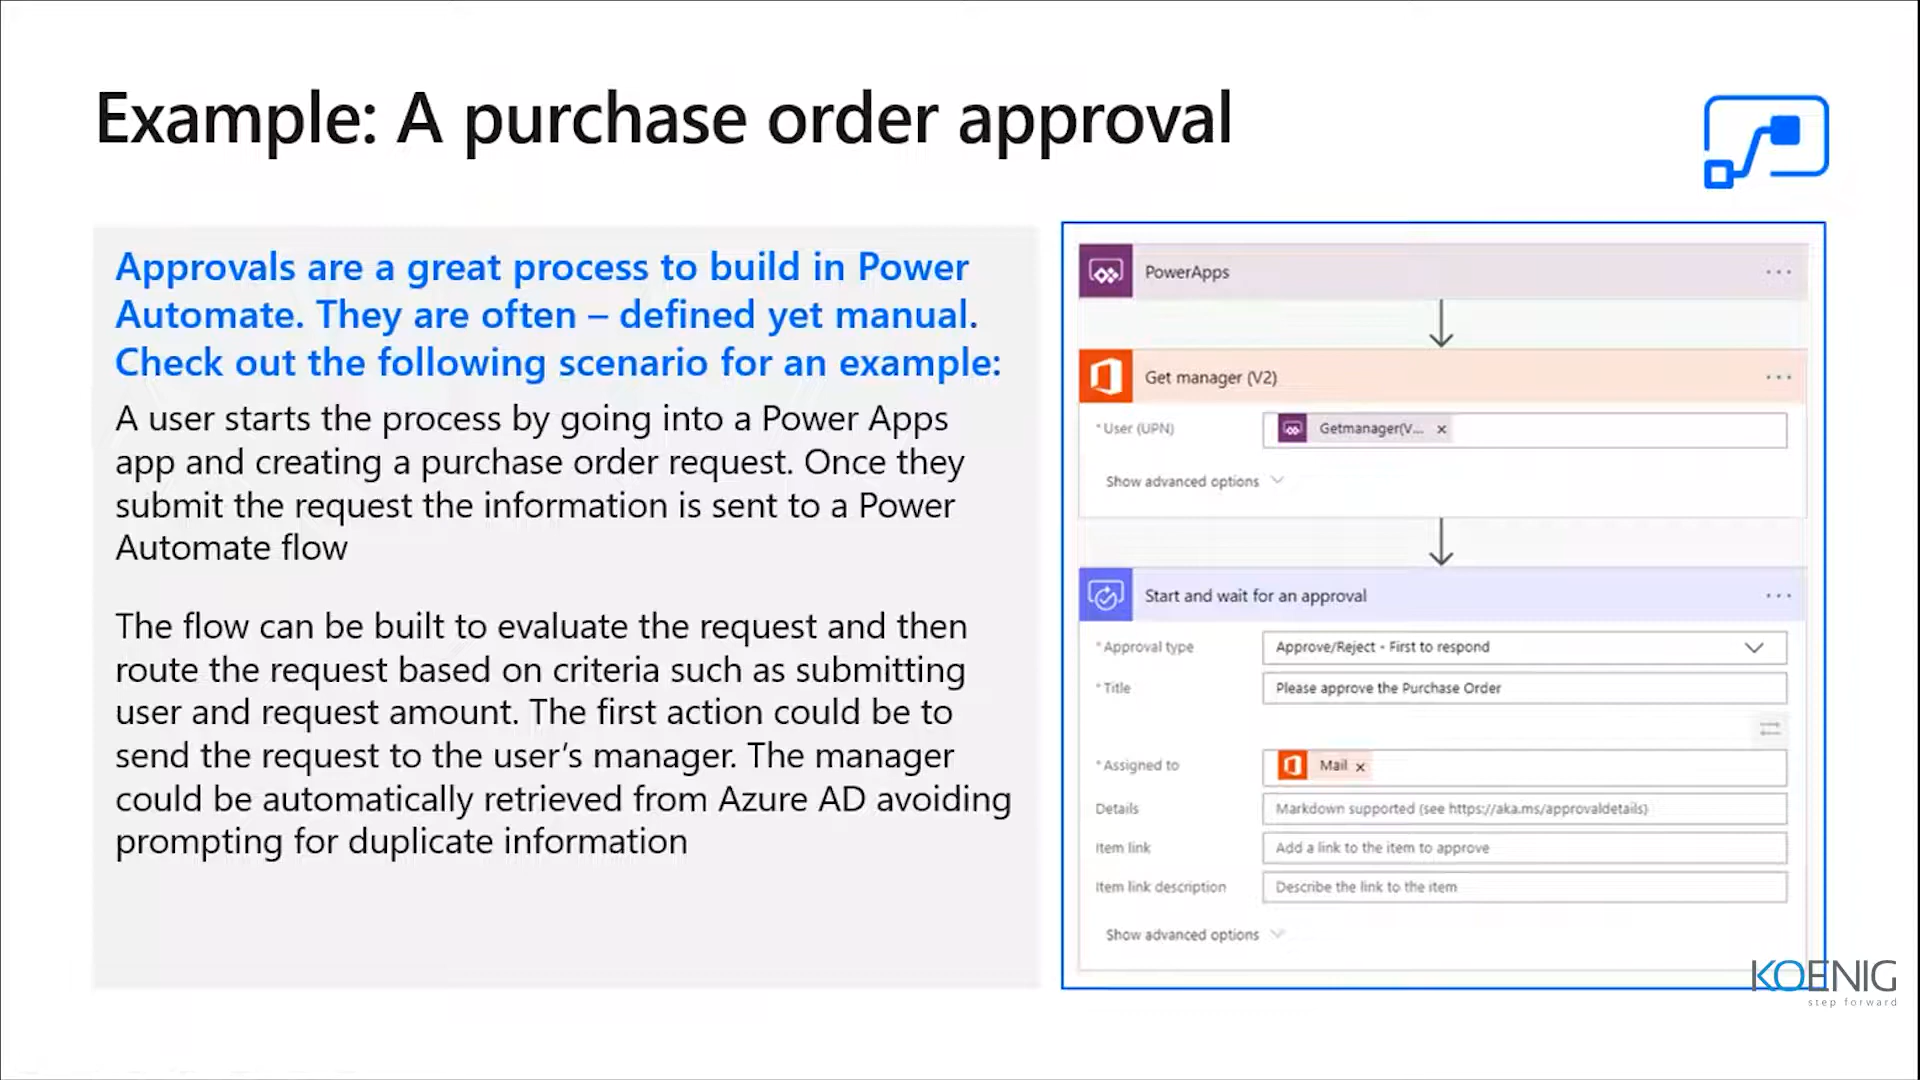 Example: A purchase order approval
Approvals are a great process to build in Power
Automate. They are often – defined yet manual.
Check out the following scenario for an example:
A user starts the process by going into a Power Apps
app and creating a purchase order request. Once they
submit the request the information is sent to a Power
Automate flow
The flow can be built to evaluate the request and then
route the request based on criteria such as submitting
user and request amount. The first action could be to
send the request to the user’s manager. The manager
could be automatically retrieved from Azure AD avoiding
prompting for duplicate information
PowerApps
Get manager (V2)
* User (UPN) Getmanager(V... ×
Show advanced options
Start and wait for an approval
* Approval type Approve/Reject - First to respond
* Title Please approve the Purchase Order
* Assigned to Mail ×
Details Markdown supported (see https://aka.ms/approvaldetails)
Item link Add a link to the item to approve
Item link description Describe the link to the item
Show advanced options
KOENIG
step forward